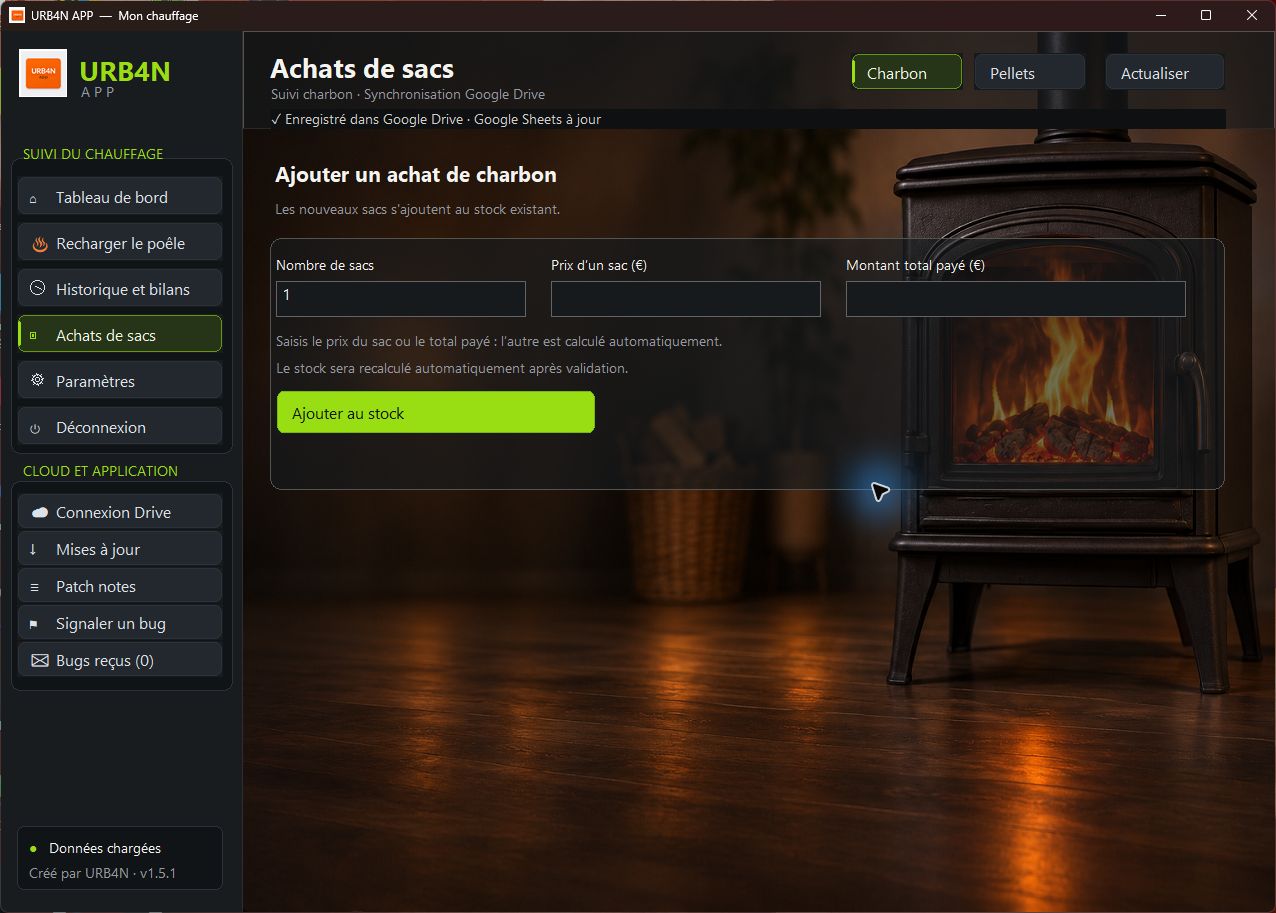 URB4N APP — Mon chauffage
URB4N
APP
URB4N
APP
SUIVI DU CHAUFFAGE
Tableau de bord
Recharger le poêle
Historique et bilans
Achats de sacs
Paramètres
Déconnexion
CLOUD ET APPLICATION
Connexion Drive
Mises à jour
Patch notes
Signaler un bug
Bugs reçus (0)
Données chargées
Créé par URB4N · v1.5.1
Achats de sacs
Suivi charbon · Synchronisation Google Drive
✓ Enregistré dans Google Drive · Google Sheets à jour
Charbon
Pellets
Actualiser
Ajouter un achat de charbon
Les nouveaux sacs s'ajoutent au stock existant.
Nombre de sacs
Prix d'un sac (€)
Montant total payé (€)
1
Saisis le prix du sac ou le total payé : l'autre est calculé automatiquement.
Le stock sera recalculé automatiquement après validation.
Ajouter au stock